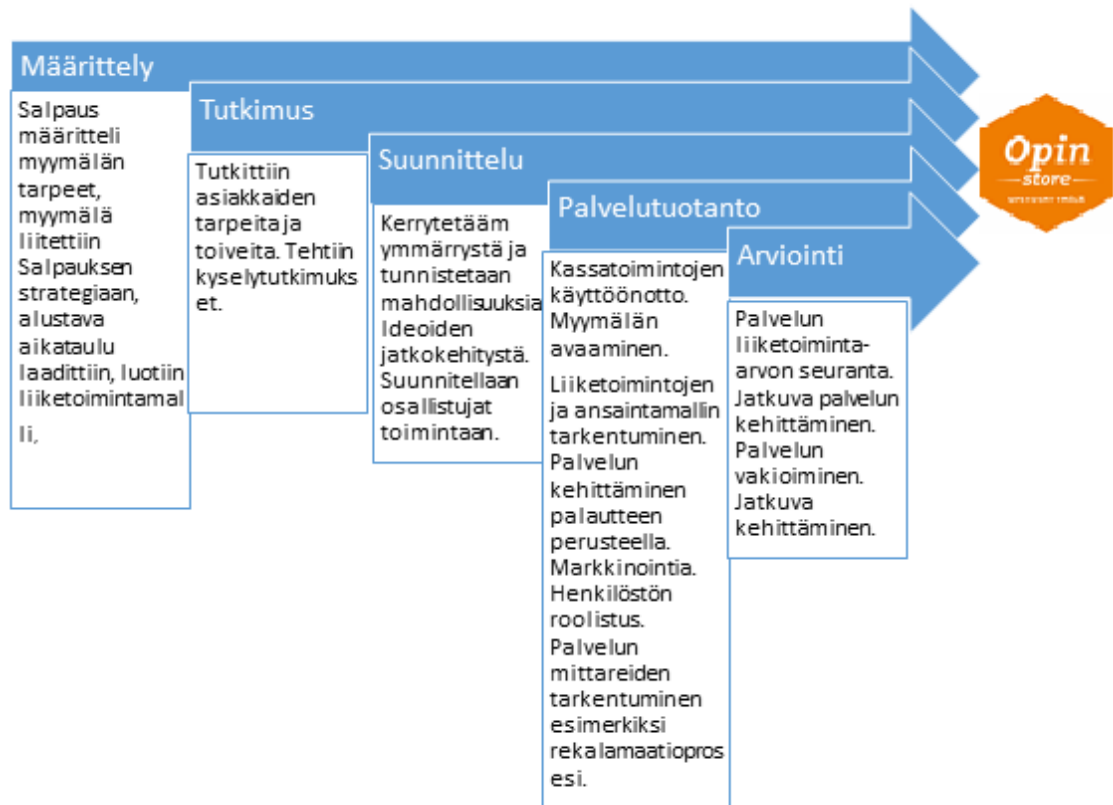 Määrittely
Salpaus
määritteli
myymälän
tarpeet,
myymälä
liitettiin
Salpauksen
strategiaan,
alustava
aikataulu
laadittiin, luotiin
liiketoimintamal
li,
Tutkimus
Tutkittiin
asiakkaiden
tarpeita ja
toiveita. Tehtiin
kyselytutkimuks
et.
Suunnittelu
Kerrytetääm
ymmärrystä ja
tunnistetaan
mahdollisuuksia
Ideoiden
jatkokehitystä.
Suunnitellaan
osallistujat
toimintaan.
Palvelutuotanto
Kassatoimintojen
käyttöönotto.
Myymälän
avaaminen.
Liiketoimintojen
ja ansaintamallin
tarkentuminen.
Palvelun
kehittäminen
palautteen
perusteella.
Markkinointia.
Henkilöstön
roolistus.
Palvelun
mittareiden
tarkentuminen
esimerkiksi
rekalamaatiopros
esi.
Arviointi
Palvelun
liiketoiminta-
arvon seuranta.
Jatkuva palvelun
kehittäminen.
Palvelun
vakioiminen.
Jatkuva
kehittäminen.
Opin
store